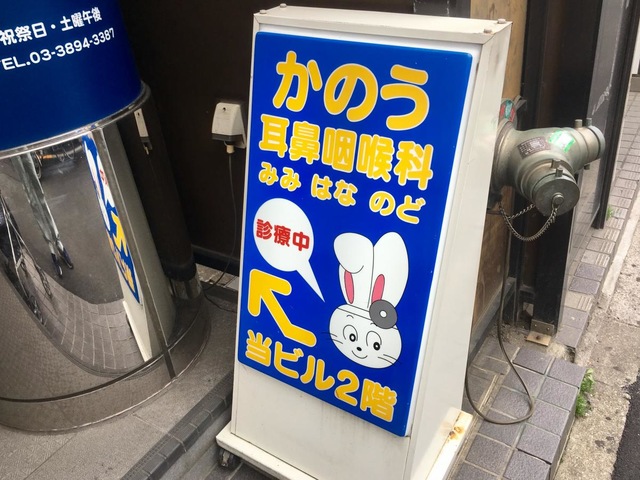 祝祭日・土曜午後
TEL.03-3894-3387
かのう
耳鼻咽喉科
みみ はな のど
診療中
当ビル2階